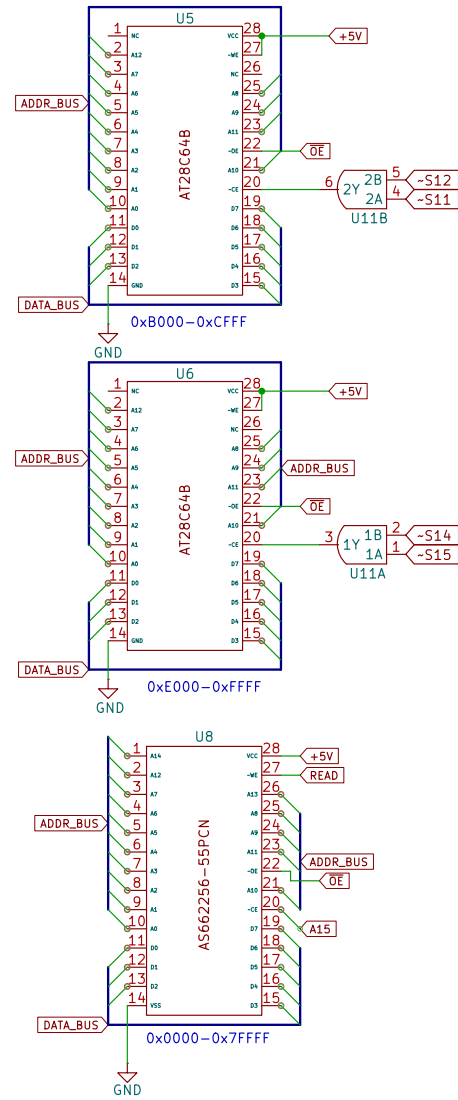 U5
1 NC VCC 28 +5V
2 A12 ~WE 27
3 A7 NC 26
4 A6 A8 25
ADDR_BUS
5 A5 A9 24
6 A4 A11 23
7 A3 ~OE 22 OE
8 A2 A10 21
9 A1 ~CE 20 6 2Y 2B 5 ~S12
2A 4 ~S11
10 A0 D7 19
U11B
11 D0 D6 18
12 D1 D5 17
13 D2 D4 16
14 GND D3 15
AT28C64B
DATA_BUS
0xB000-0xCFFF
GND
U6
1 NC VCC 28 +5V
2 A12 ~WE 27
3 A7 NC 26
4 A6 A8 25
ADDR_BUS
5 A5 A9 24 ADDR_BUS
6 A4 A11 23
7 A3 ~OE 22 OE
8 A2 A10 21
9 A1 ~CE 20 3 1Y 1B 2 ~S14
1A 1 ~S15
10 A0 D7 19
U11A
11 D0 D6 18
12 D1 D5 17
13 D2 D4 16
14 GND D3 15
AT28C64B
DATA_BUS
0xE000-0xFFFF
GND
U8
1 A14 VCC 28 +5V
2 A12 ~WE 27 READ
3 A7 A13 26
4 A6 A8 25
ADDR_BUS
5 A5 A9 24
6 A4 A11 23 ADDR_BUS
7 A3 ~OE 22 OE
8 A2 A10 21
9 A1 ~CE 20
10 A0 D7 19 A15
11 D0 D6 18
12 D1 D5 17
13 D2 D4 16
14 VSS D3 15
AS662256-55PCN
DATA_BUS
0x0000-0x7FFFF
GND